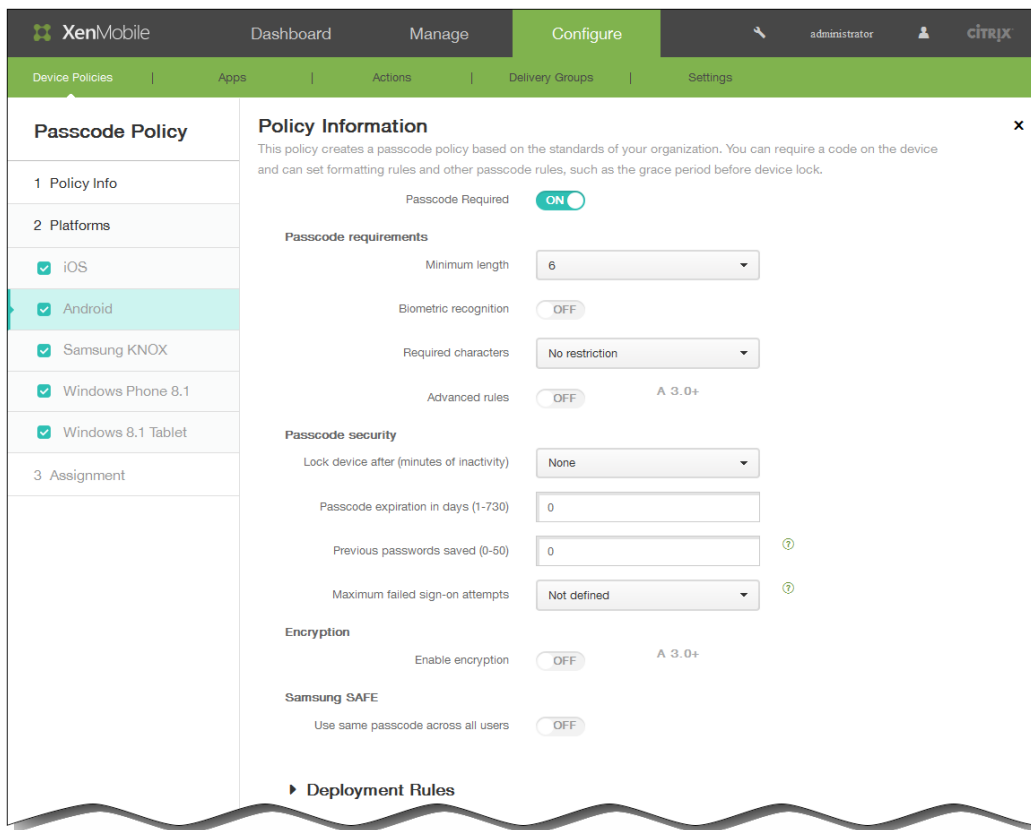 XenMobile Dashboard Manage Configure administrator CITRIX
Device Policies | Apps | Actions | Delivery Groups | Settings
Passcode Policy
1 Policy Info
2 Platforms
iOS
Android
Samsung KNOX
Windows Phone 8.1
Windows 8.1 Tablet
3 Assignment
Policy Information
This policy creates a passcode policy based on the standards of your organization. You can require a code on the device
and can set formatting rules and other passcode rules, such as the grace period before device lock.
Passcode Required ON
Passcode requirements
Minimum length 6
Biometric recognition OFF
Required characters No restriction
Advanced rules OFF A 3.0+
Passcode security
Lock device after (minutes of inactivity) None
Passcode expiration in days (1-730) 0
Previous passwords saved (0-50) 0
Maximum failed sign-on attempts Not defined
Encryption
Enable encryption OFF A 3.0+
Samsung SAFE
Use same passcode across all users OFF
Deployment Rules